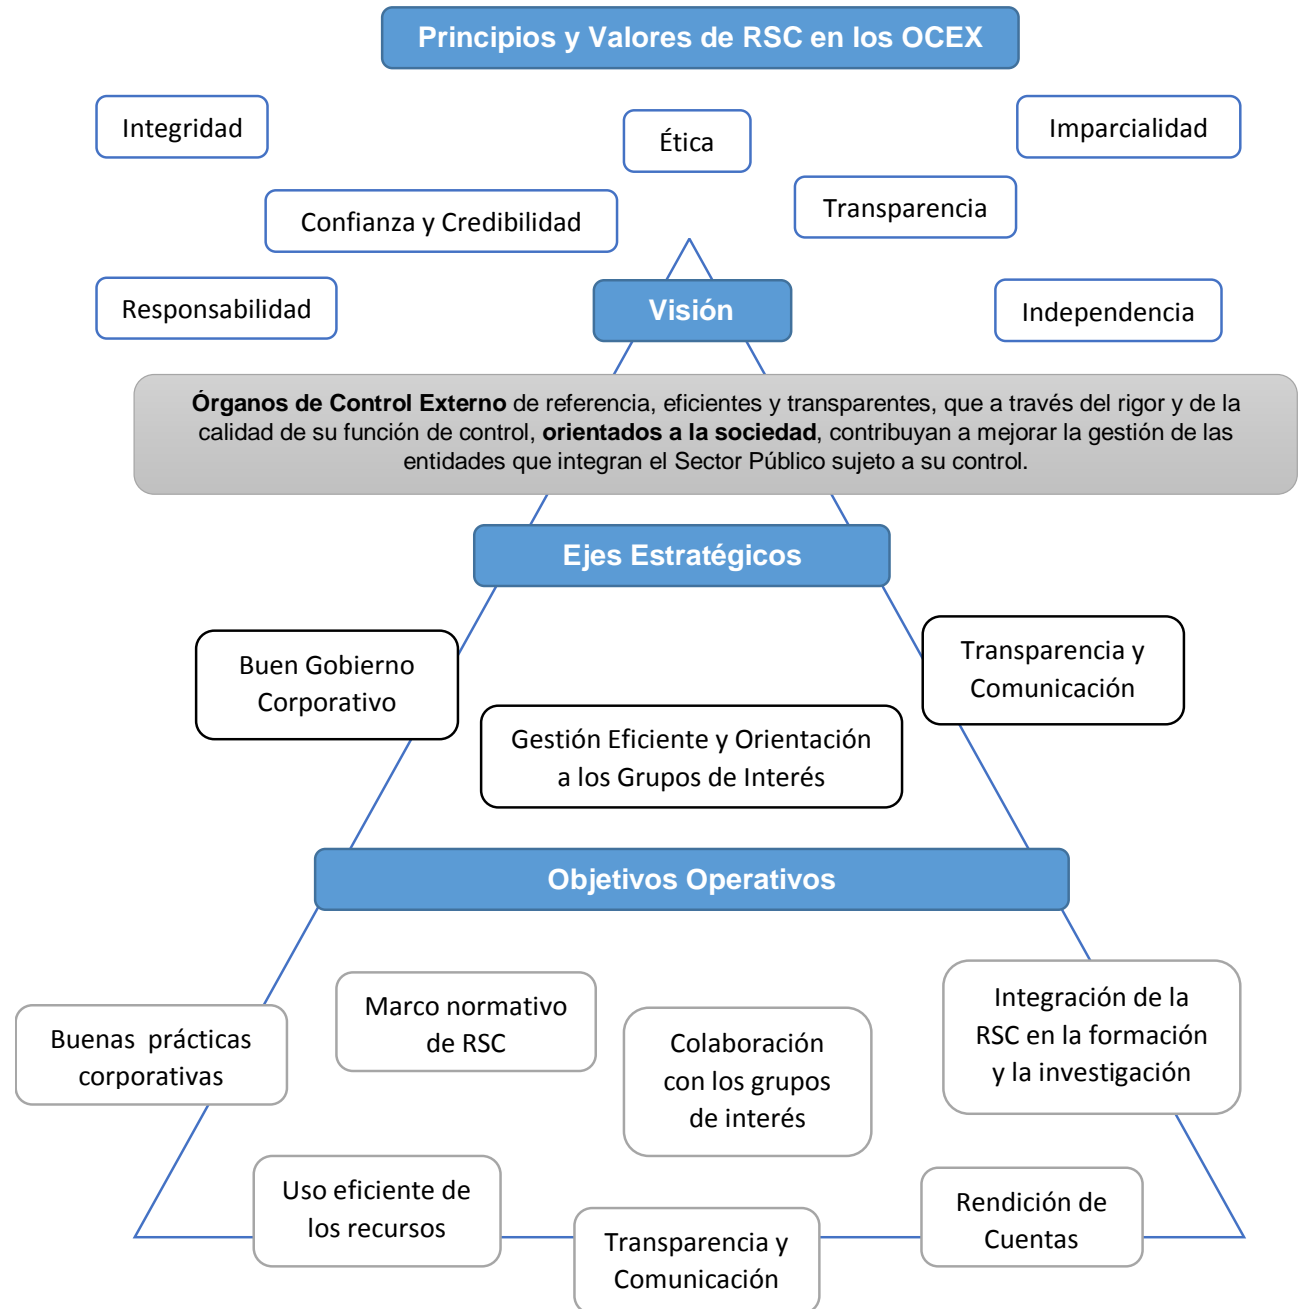 Principios y Valores de RSC en los OCEX
Integridad
Ética
Imparcialidad
Confianza y Credibilidad
Transparencia
Responsabilidad
Visión
Independencia
Órganos de Control Externo de referencia, eficientes y transparentes, que a través del rigor y de la
calidad de su función de control, orientados a la sociedad, contribuyan a mejorar la gestión de las
entidades que integran el Sector Público sujeto a su control.
Ejes Estratégicos
Buen Gobierno
Corporativo
Gestión Eficiente y Orientación
a los Grupos de Interés
Transparencia y
Comunicación
Objetivos Operativos
Buenas prácticas
corporativas
Marco normativo
de RSC
Colaboración
con los grupos
de interés
Integración de la
RSC en la formación
y la investigación
Uso eficiente de
los recursos
Transparencia y
Comunicación
Rendición de
Cuentas